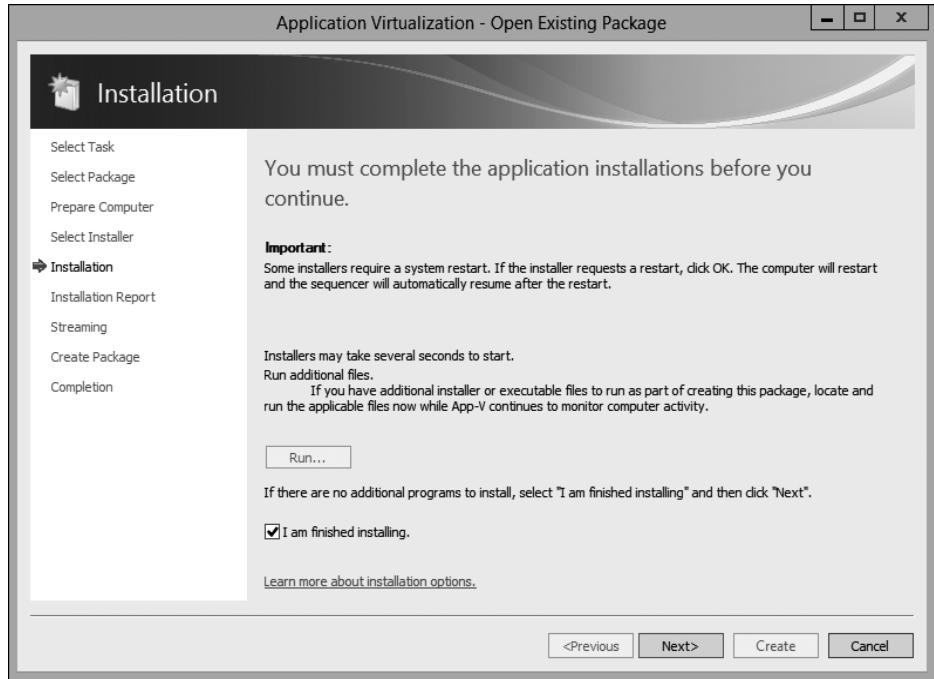 Application Virtualization - Open Existing Package
x
Installation
Select Task
Select Package
Prepare Computer
Select Installer
Installation
Installation Report
Streaming
Create Package
Completion
You must complete the application installations before you
continue.
Important:
Some installers require a system restart. If the installer requests a restart, click OK. The computer will restart
and the sequencer will automatically resume after the restart.
Installers may take several seconds to start.
Run additional files.
If you have additional installer or executable files to run as part of creating this package, locate and
run the applicable files now while App-V continues to monitor computer activity.
Run...
If there are no additional programs to install, select "I am finished installing" and then click "Next".
I am finished installing.
Learn more about installation options.
<Previous
Next>
Create
Cancel